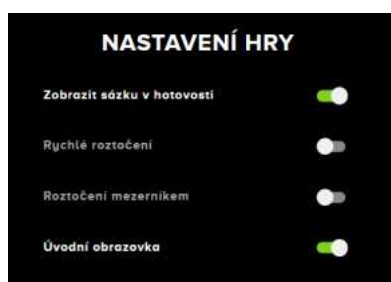 NASTAVENÍ HRY
Zobrazit sázku v hotovosti
Rychlé roztočení
Roztočení mezerníkem
Úvodní obrazovka